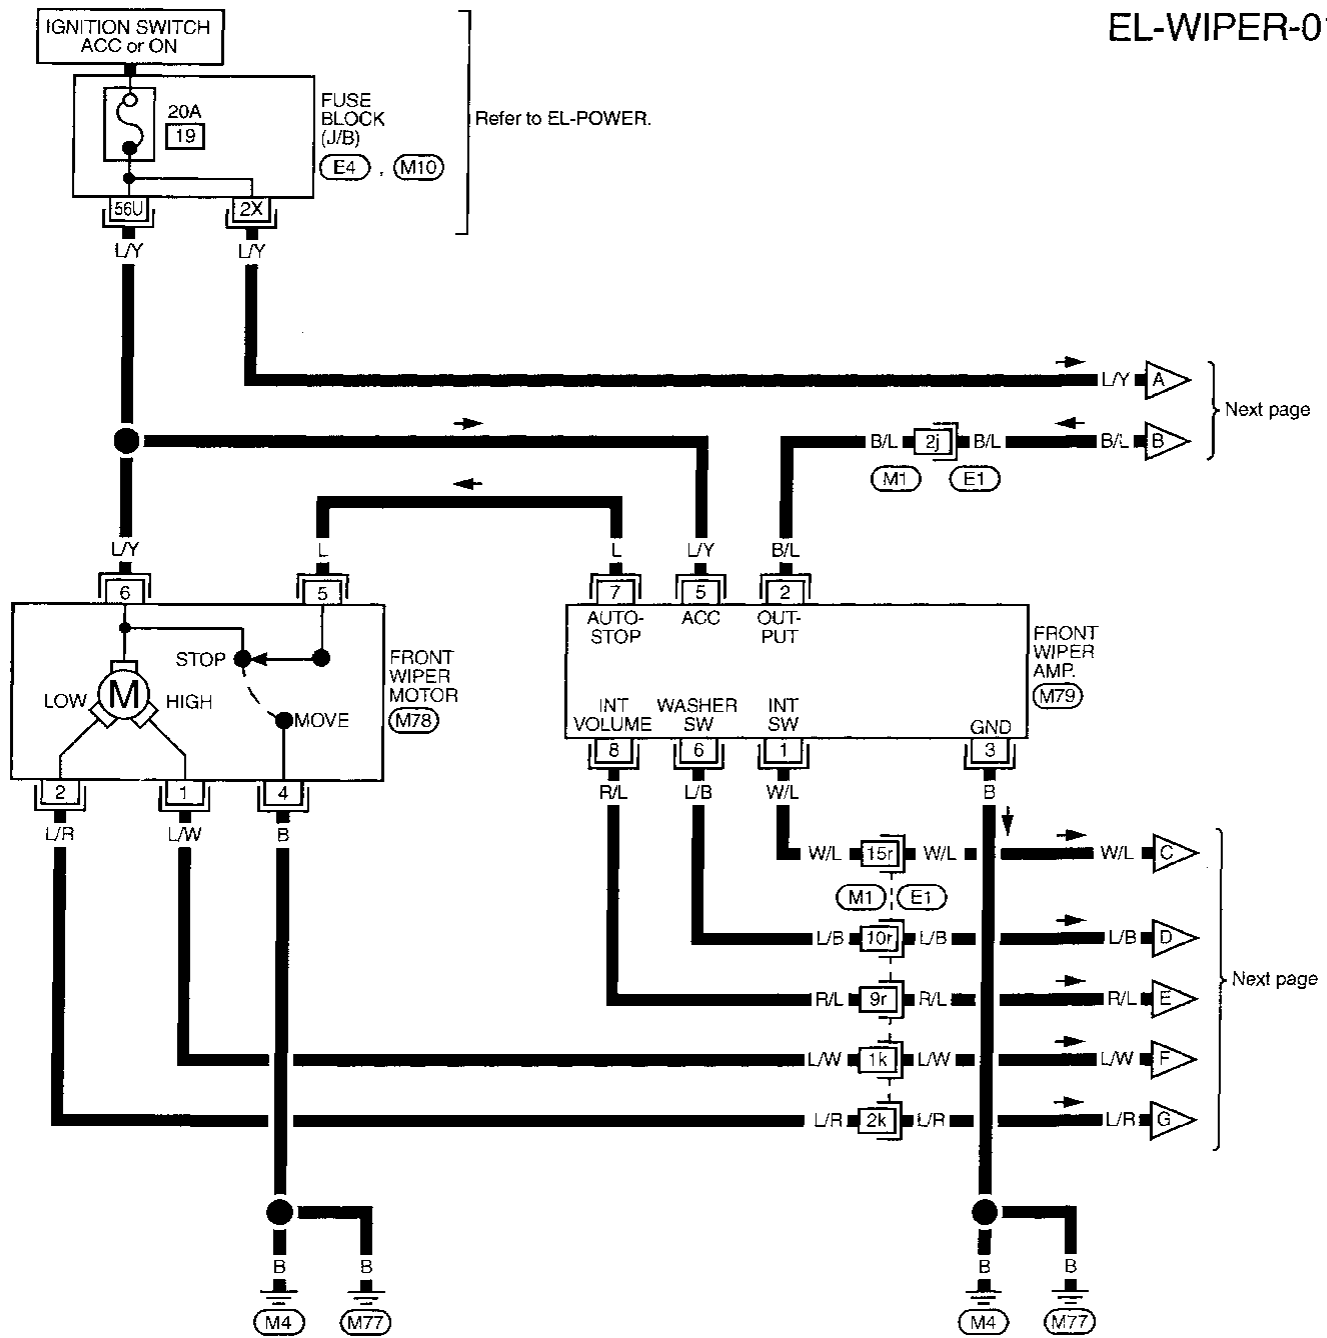 EL-WIPER-01
IGNITION SWITCH
ACC or ON
20A
19
FUSE
BLOCK
(J/B)
E4 , M10
Refer to EL-POWER.
56U
2X
L/Y
L/Y
L/Y
A
Next page
B/L
2j
B/L
B/L
B
M1
E1
L/Y
L
L
L/Y
B/L
6
5
7
5
2
AUTO-
STOP
ACC
OUT-
PUT
STOP
FRONT
WIPER
MOTOR
M78
FRONT
WIPER
AMP.
M79
LOW
M
HIGH
MOVE
INT
VOLUME
WASHER
SW
INT
SW
GND
2
1
4
8
6
1
3
L/R
L/W
B
R/L
L/B
W/L
B
W/L
15r
W/L
W/L
C
M1
E1
L/B
10r
L/B
L/B
D
R/L
9r
R/L
R/L
E
Next page
L/W
1k
L/W
L/W
F
L/R
2k
L/R
L/R
G
B
B
B
B
M4
M77
M4
M77